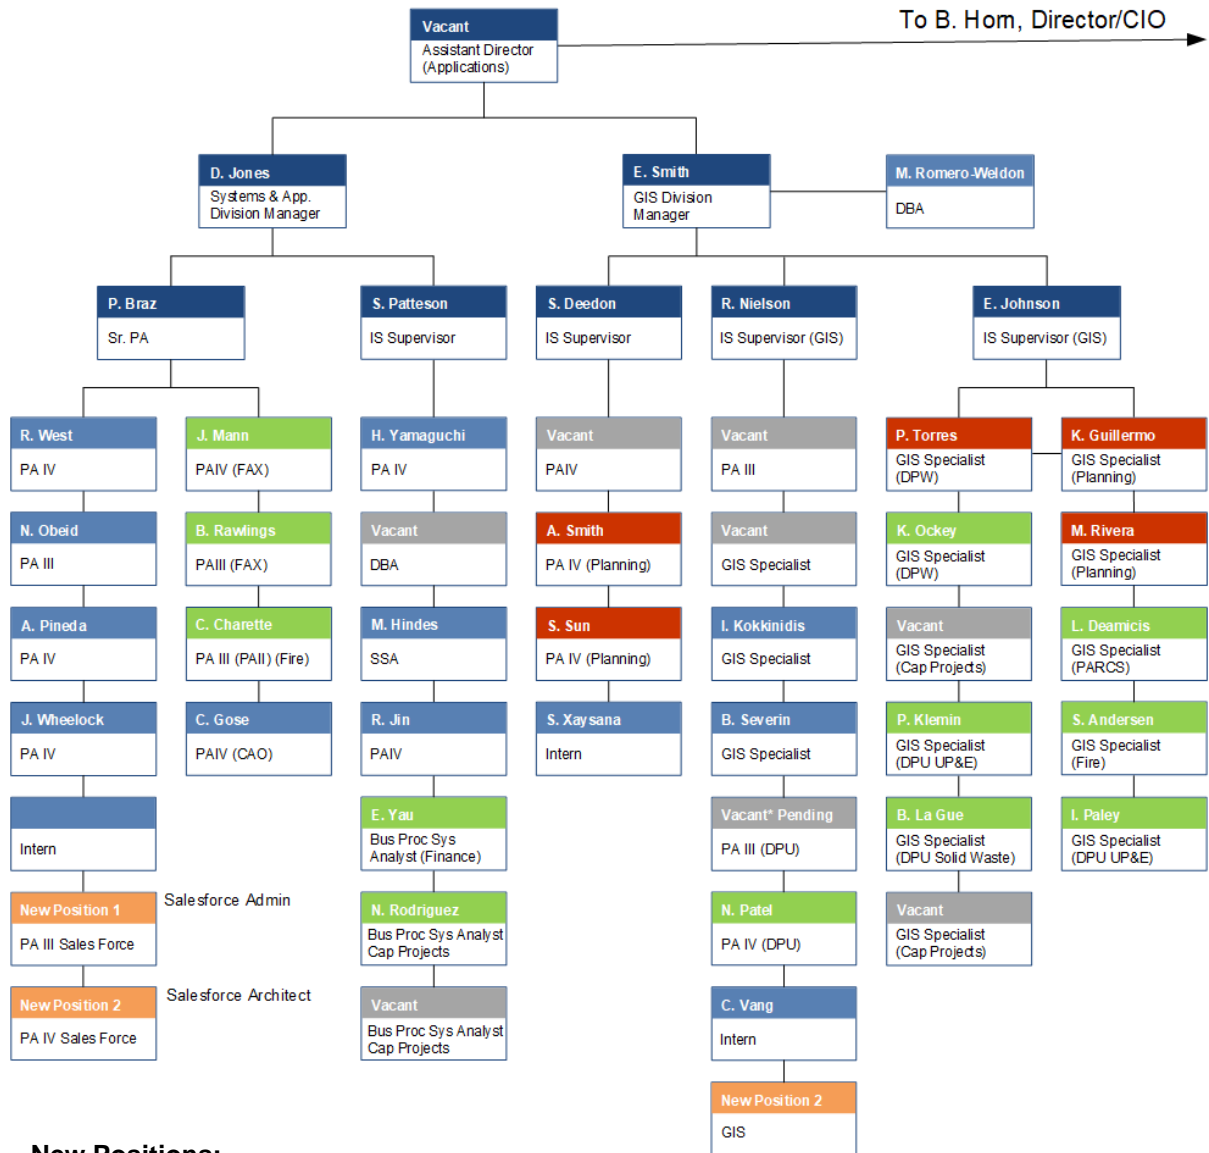 To B. Horn, Director/CIO
Vacant
Assistant Director
(Applications)
D. Jones
Systems & App.
Division Manager
E. Smith
GIS Division
Manager
M. Romero-Weldon
DBA
P. Braz
Sr. PA
S. Patteson
IS Supervisor
S. Deedon
IS Supervisor
R. Nielson
IS Supervisor (GIS)
E. Johnson
IS Supervisor (GIS)
R. West
PA IV
N. Obeid
PA III
A. Pineda
PA IV
J. Wheelock
PA IV
Intern
New Position 1
PA III Sales Force
Salesforce Admin
New Position 2
PA IV Sales Force
Salesforce Architect
J. Mann
PAIV (FAX)
B. Rawlings
PAIII (FAX)
C. Charette
PA III (PAII) (Fire)
C. Gose
PAIV (CAO)
H. Yamaguchi
PA IV
Vacant
DBA
M. Hindes
SSA
R. Jin
PAIV
E. Yau
Bus Proc Sys
Analyst (Finance)
N. Rodriguez
Bus Proc Sys Analyst
Cap Projects
Vacant
Bus Proc Sys Analyst
Cap Projects
Vacant
PAIV
A. Smith
PA IV (Planning)
S. Sun
PA IV (Planning)
S. Xaysana
Intern
Vacant
PA III
Vacant
GIS Specialist
I. Kokkinidis
GIS Specialist
B. Severin
GIS Specialist
Vacant* Pending
PA III (DPU)
N. Patel
PA IV (DPU)
C. Vang
Intern
New Position 2
GIS
P. Torres
GIS Specialist
(DPW)
K. Ockey
GIS Specialist
(DPW)
Vacant
GIS Specialist
(Cap Projects)
P. Klemin
GIS Specialist
(DPU UP&E)
B. La Gue
GIS Specialist
(DPU Solid Waste)
Vacant
GIS Specialist
(Cap Projects)
K. Guillermo
GIS Specialist
(Planning)
M. Rivera
GIS Specialist
(Planning)
L. Deamicis
GIS Specialist
(PARCS)
S. Andersen
GIS Specialist
(Fire)
I. Paley
GIS Specialist
(DPU UP&E)
New Positions: